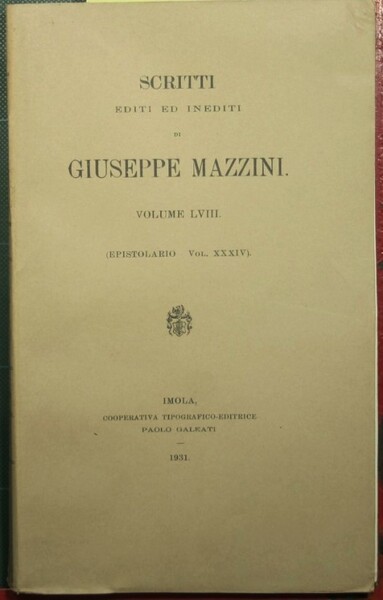 SCRITTI
EDITI ED INEDITI
DI
GIUSEPPE MAZZINI.
VOLUME LVIII.
(EPISTOLARIO VOL. XXXIV).
IMOLA,
COOPERATIVA TIPOGRAFICO-EDITRICE
PAOLO GALEATI
—
1931.